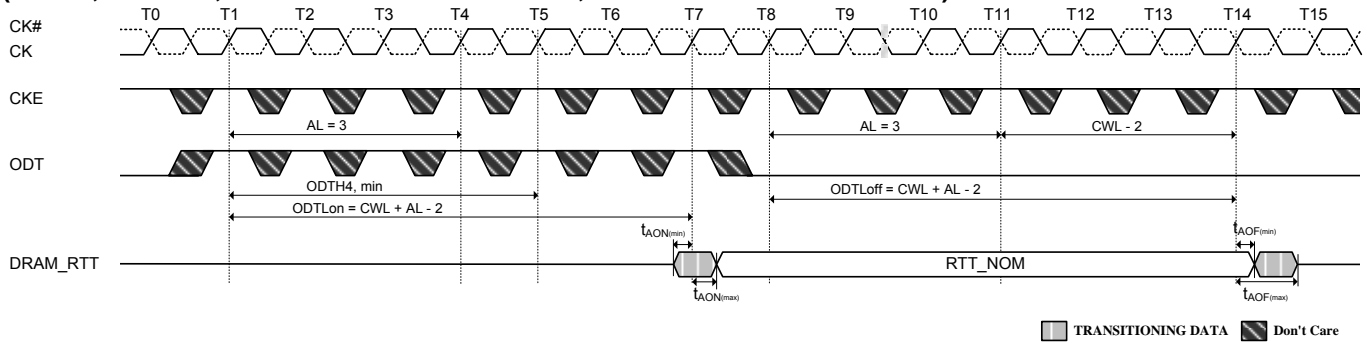 T0 T1 T2 T3 T4 T5 T6 T7 T8 T9 T10 T11 T12 T13 T14 T15
CK#
CK
CKE
AL = 3 AL = 3 CWL - 2
ODT
ODTH4, min ODTLoff = CWL + AL - 2
ODTLon = CWL + AL - 2
tAON(min) tAOF(min)
DRAM_RTT RTT_NOM
tAON(max) tAOF(max)
TRANSITIONING DATA Don't Care